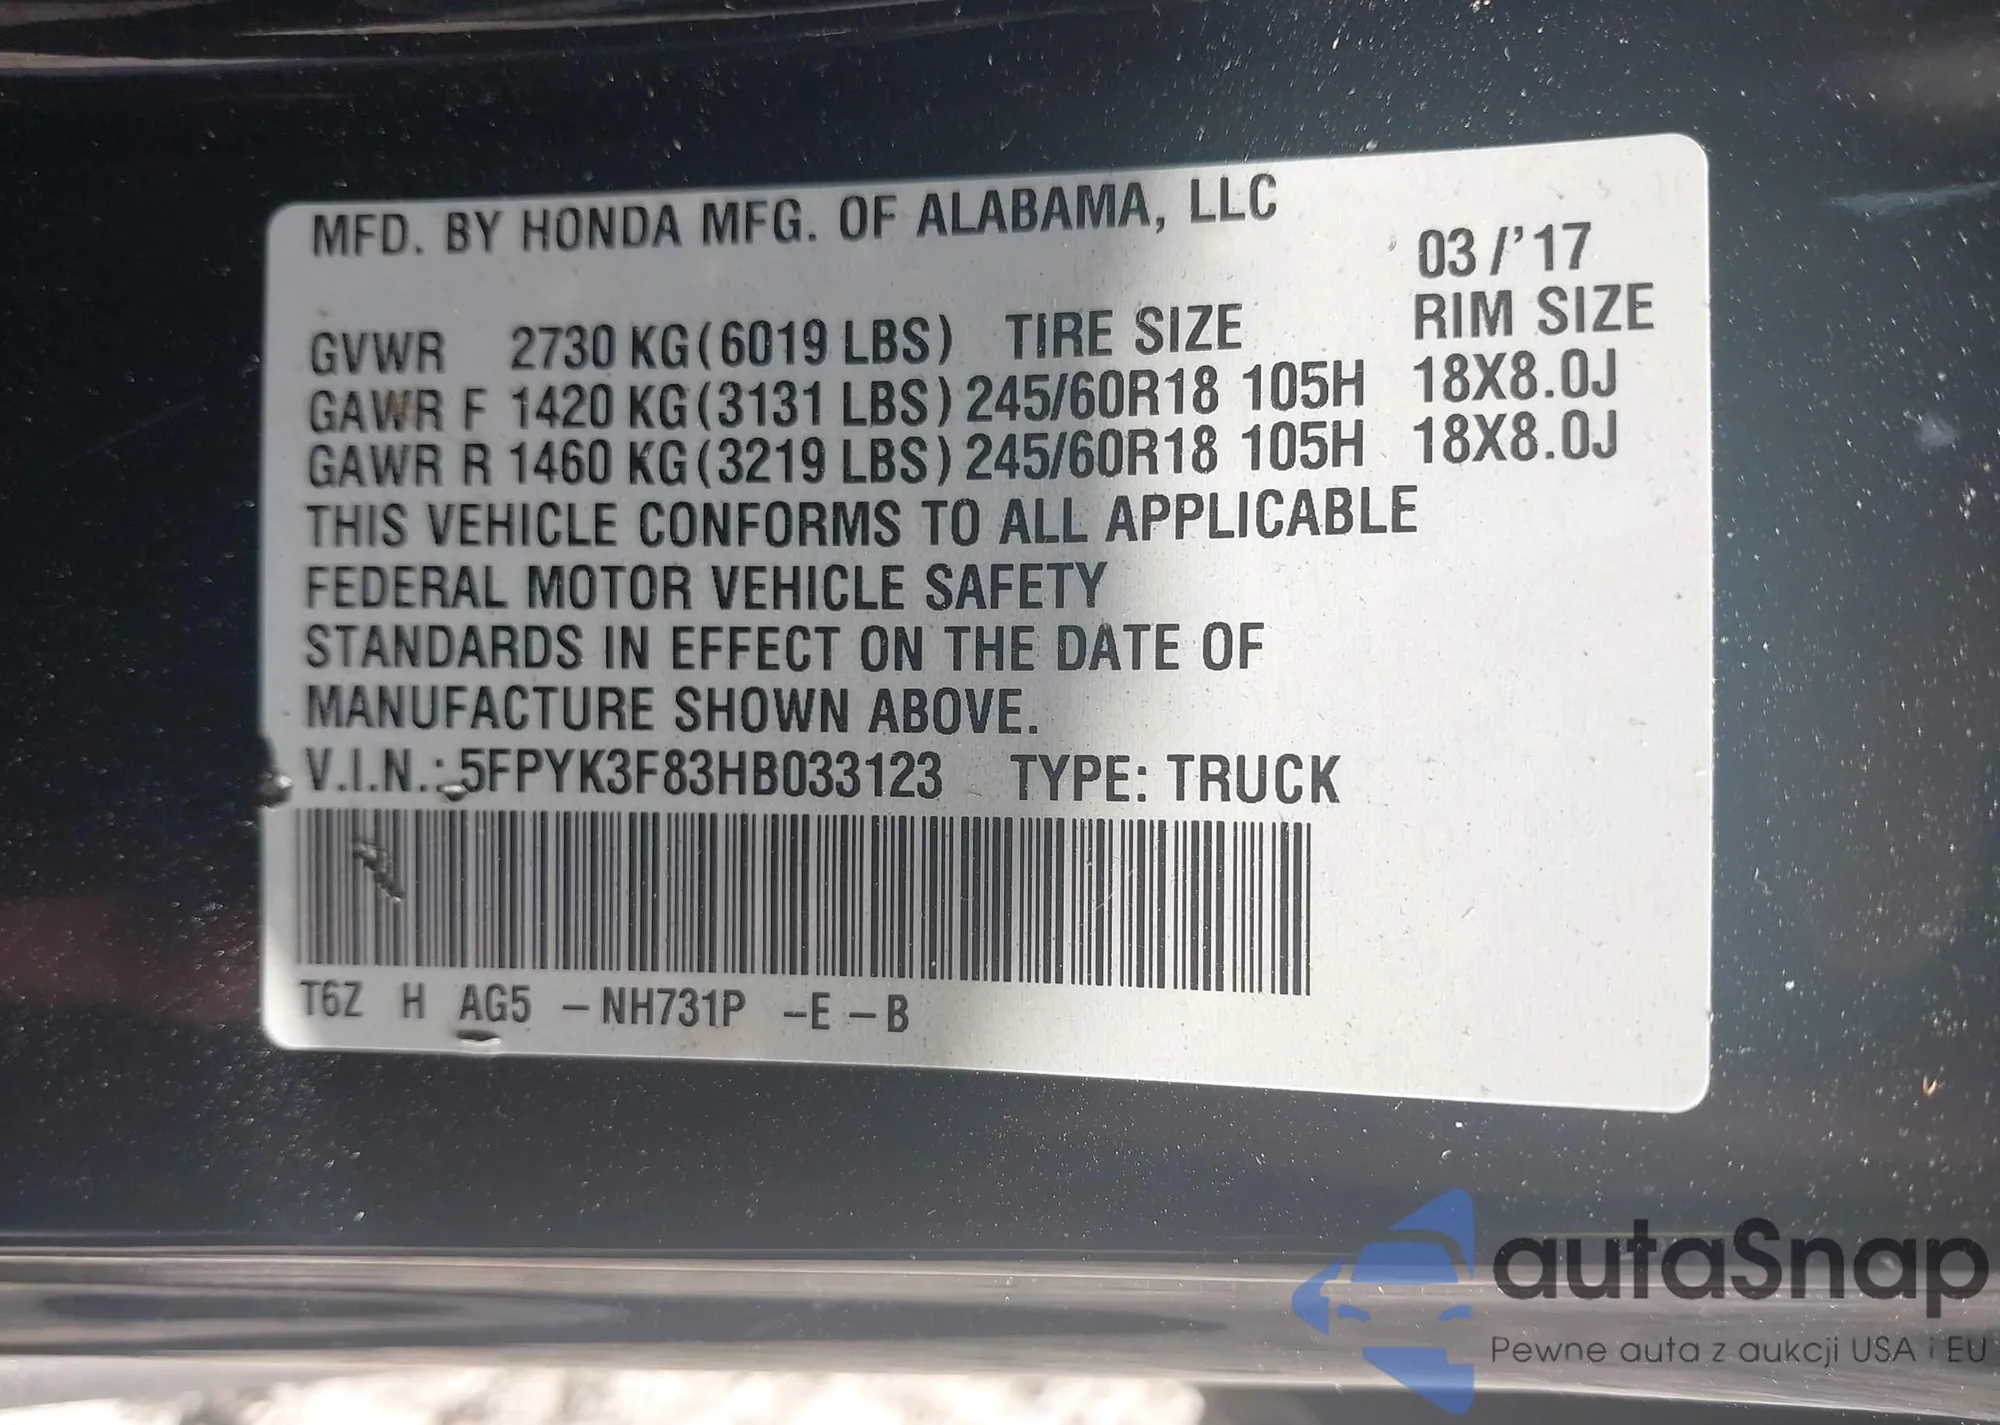 MFD. BY HONDA MFG. OF ALABAMA, LLC
03/'17
GVWR 2730 KG(6019 LBS) TIRE SIZE RIM SIZE
GAWR F 1420 KG(3131 LBS) 245/60R18 105H 18X8.0J
GAWR R 1460 KG(3219 LBS) 245/60R18 105H 18X8.0J
THIS VEHICLE CONFORMS TO ALL APPLICABLE
FEDERAL MOTOR VEHICLE SAFETY
STANDARDS IN EFFECT ON THE DATE OF
MANUFACTURE SHOWN ABOVE.
V.I.N.: 5FPYK3F83HB033123 TYPE: TRUCK
T6Z H AG5 -NH731P -E -B
autaSnap
Pewne auta z aukcji USA i EU